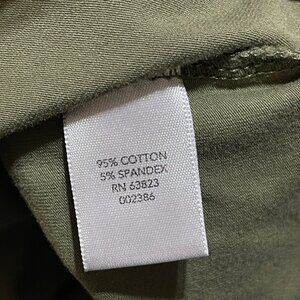 95% COTTON
5% SPANDEX
RN 63823
002386